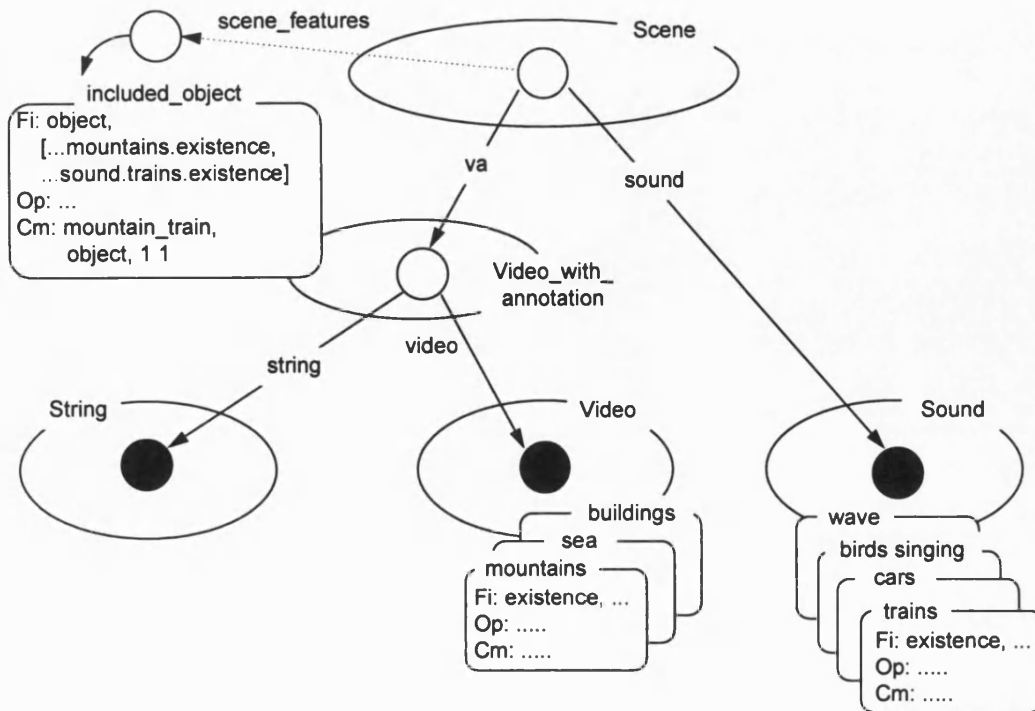 scene_features
Scene
included_object
Fi: object,
[...mountains.existence,
...sound.trains.existence]
Op: ...
Cm: mountain_train,
object, 1 1
va
sound
Video_with_
annotation
video
string
String
Video
Sound
buildings
sea
mountains
Fi: existence, ...
Op: .....
Cm: .....
wave
birds singing
cars
trains
Fi: existence, ...
Op: .....
Cm: .....